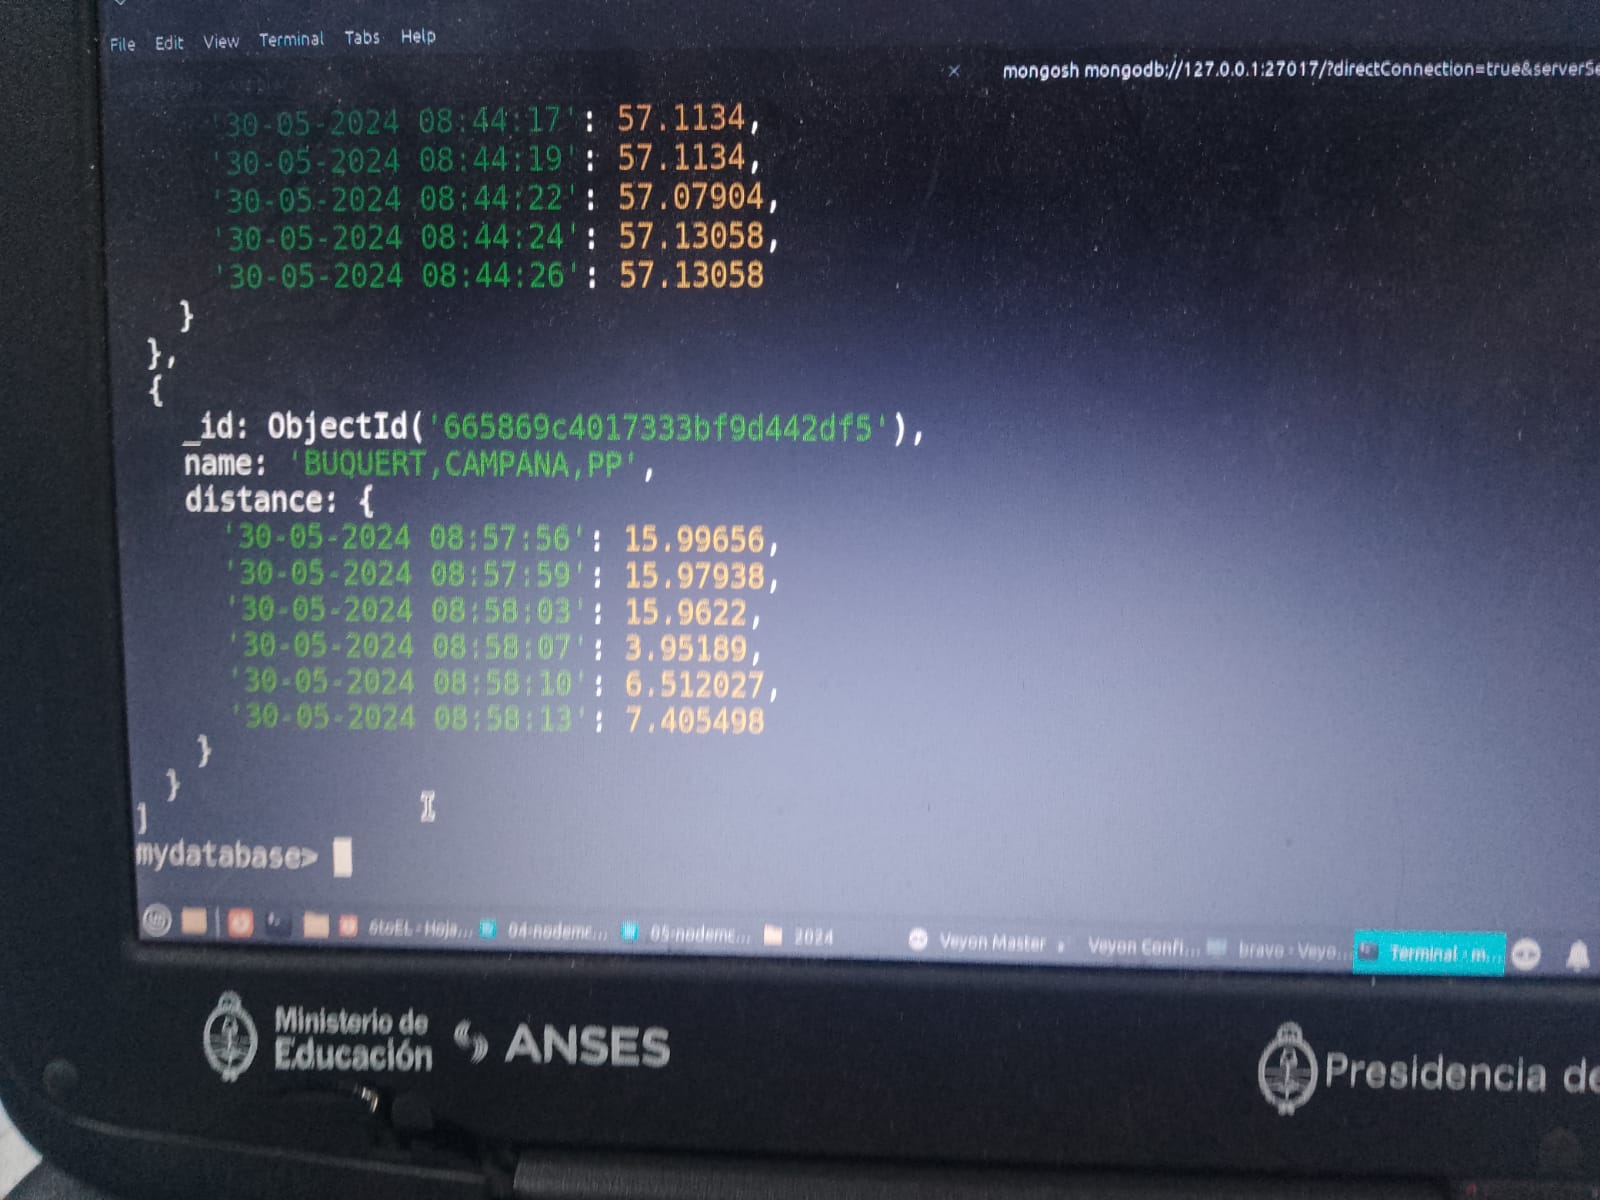 File Edit View Terminal Tabs Help
× mongosh mongodb://127.0.0.1:27017/?directConnection=true&serverSe
'30-05-2024 08:44:17': 57.1134,
'30-05-2024 08:44:19': 57.1134,
'30-05-2024 08:44:22': 57.07904,
'30-05-2024 08:44:24': 57.13058,
'30-05-2024 08:44:26': 57.13058
}
},
{
_id: ObjectId('665869c4017333bf9d442df5'),
name: 'BUQUERT,CAMPANA,PP',
distance: {
'30-05-2024 08:57:56': 15.99656,
'30-05-2024 08:57:59': 15.97938,
'30-05-2024 08:58:03': 15.9622,
'30-05-2024 08:58:07': 3.95189,
'30-05-2024 08:58:10': 6.512027,
'30-05-2024 08:58:13': 7.405498
}
}
]
mydatabase>
6toEL - Hoja... 04-nodemc... 05-nodemc... 2024 Veyon Master Veyon Confi... bravo - Veyo... Terminal - m...
Ministerio de
Educación ANSES
Presidencia de